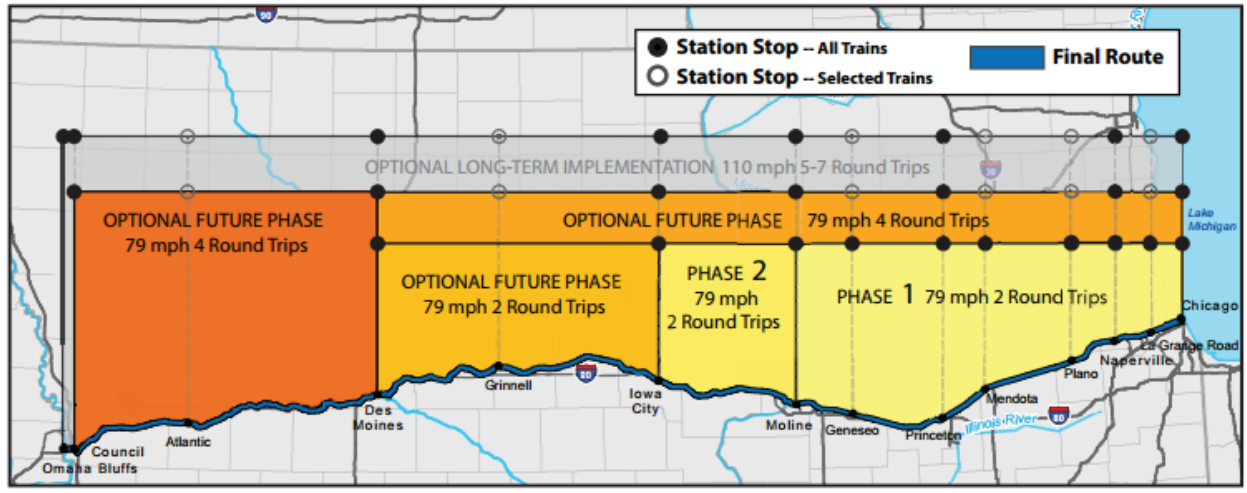 90
Station Stop -- All Trains
Station Stop -- Selected Trains
Final Route
OPTIONAL LONG-TERM IMPLEMENTATION 110 mph 5-7 Round Trips
OPTIONAL FUTURE PHASE
79 mph 4 Round Trips
OPTIONAL FUTURE PHASE 79 mph 4 Round Trips
Lake
Michigan
OPTIONAL FUTURE PHASE
79 mph 2 Round Trips
PHASE 2
79 mph
2 Round Trips
PHASE 1 79 mph 2 Round Trips
Chicago
La Grange Road
Naperville
Plano
Mendota
Grinnell
80
Iowa
City
Des
Moines
Moline
Geneseo
Princeton
Illinois River
80
Atlantic
Council
Omaha Bluffs